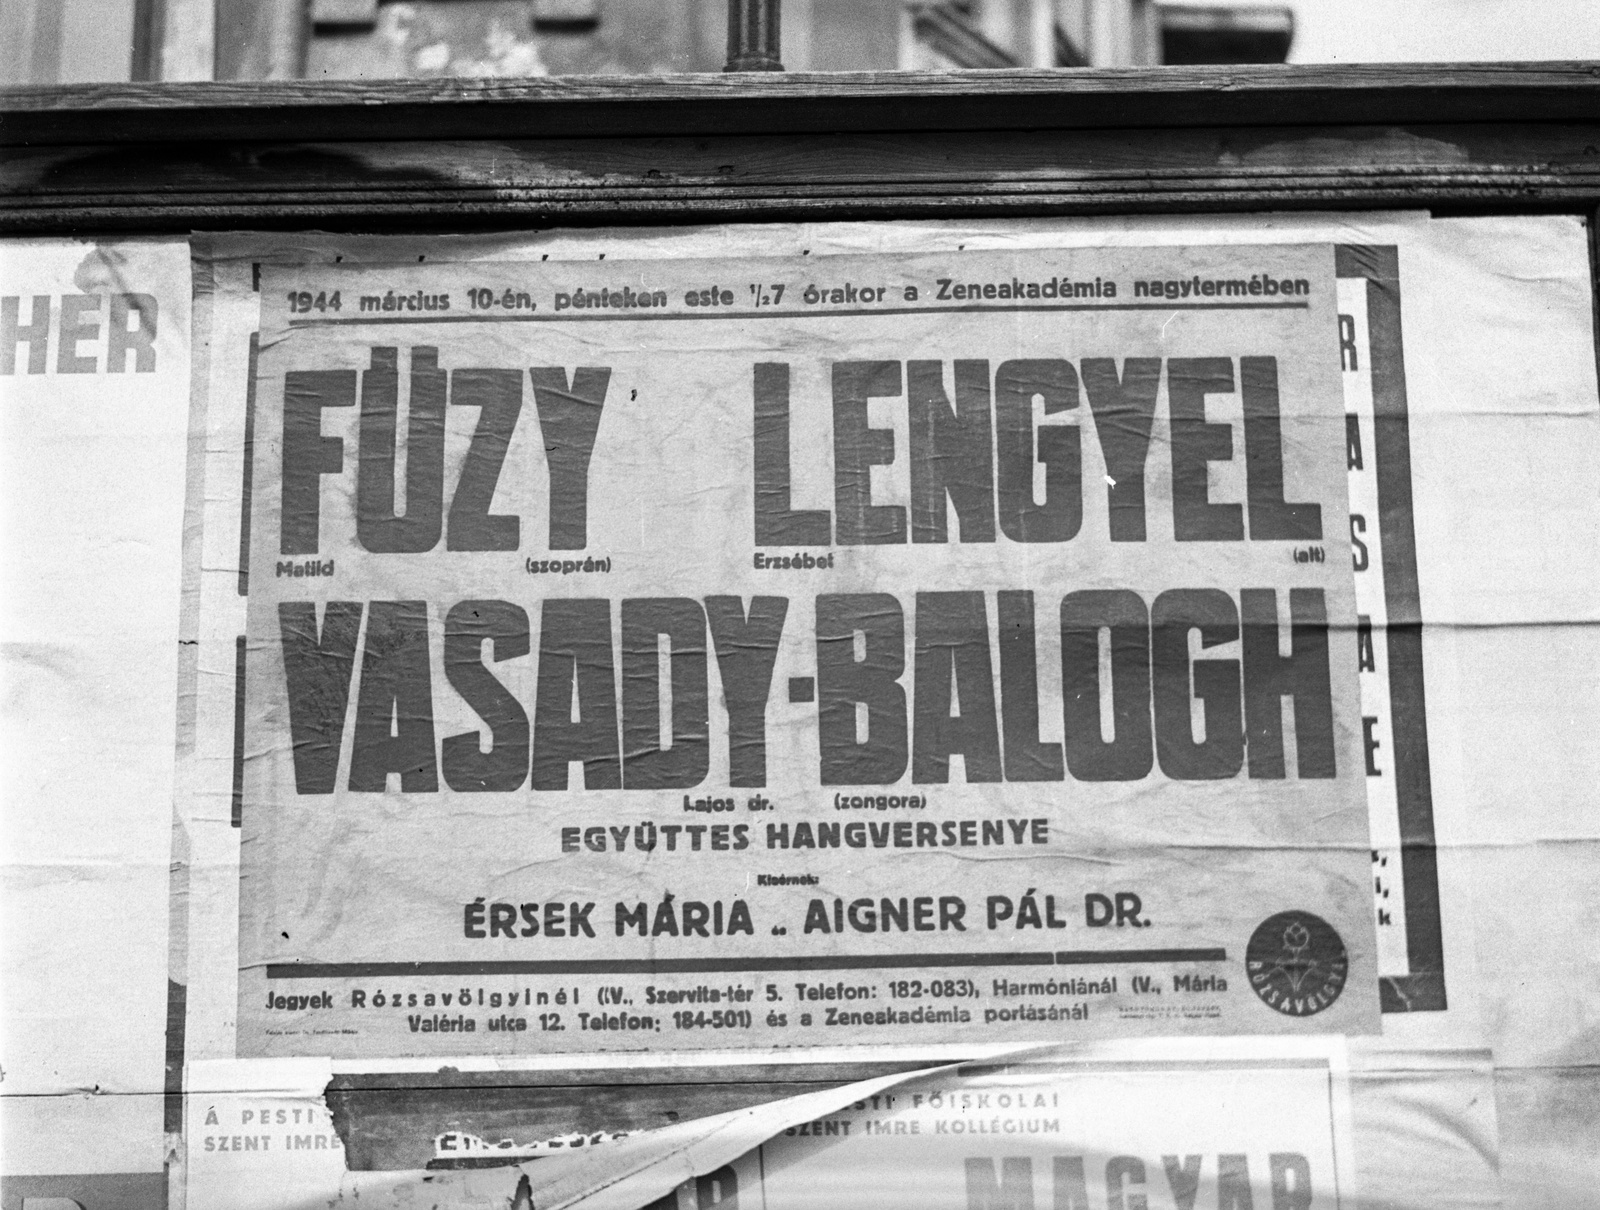 HÉR
1944 március 10-én, pénteken este ½7 órakor a Zeneakadémia nagytermében
FÜZY LENGYEL
Matild (szoprán) Erzsébet (alt)
VASADY-BALOGH
Lajos dr. (zongora)
EGYÜTTES HANGVERSENYE
Kisérnek:
ÉRSEK MÁRIA „ AIGNER PÁL DR.
Jegyek Rózsavölgyinél (IV., Szervita-tér 5. Telefon: 182-083), Harmóniánál (V., Mária
Valéria utca 12. Telefon: 184-501) és a Zeneakadémia portásánál
RÓZSAVÖLGYI
R
A
S
A
E
k
A PESTI
SZENT IMRE
ESTI FŐISKOLAI
SZENT IMRE KOLLÉGIUM
MAGYAR